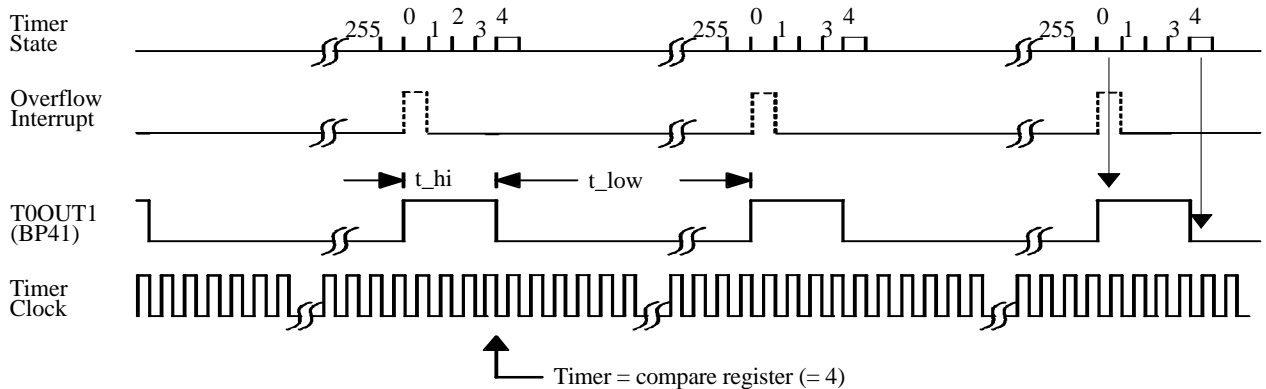 Timer
State
255 0 1 2 3 4
255 0 1 3 4
255 0 1 3 4
Overflow
Interrupt
t_hi
t_low
T0OUT1
(BP41)
Timer
Clock
Timer = compare register (= 4)